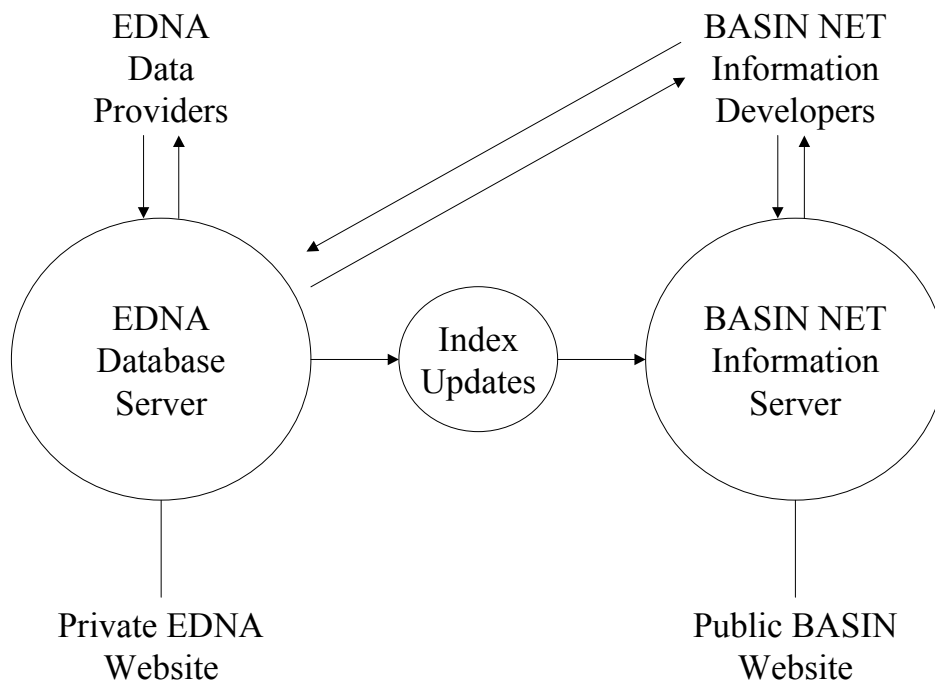 EDNA
Data
Providers
BASIN NET
Information
Developers
EDNA
Database
Server
Index
Updates
BASIN NET
Information
Server
Private EDNA
Website
Public BASIN
Website